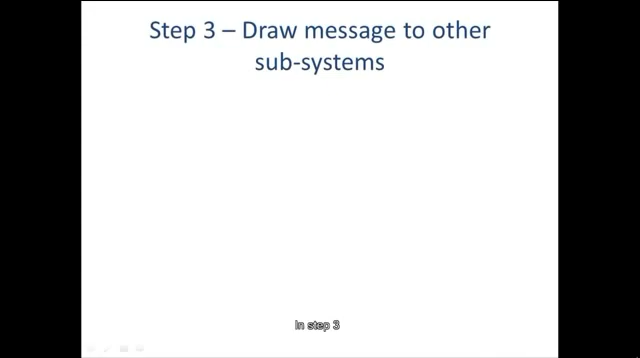 Step 3 – Draw message to other
sub-systems
In step 3